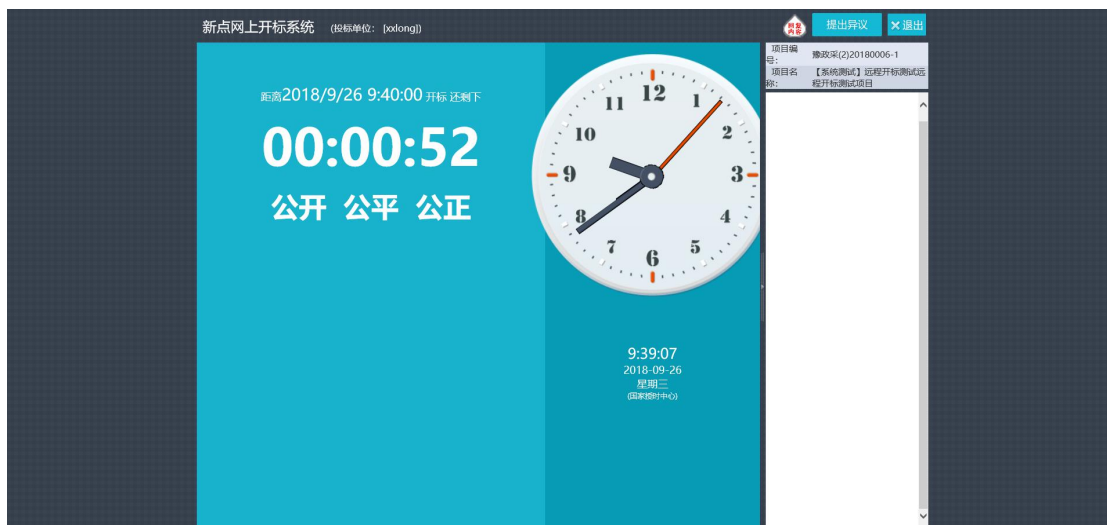 新点网上开标系统 (投标单位: [xxlong])
回复
内容
提出异议
×退出
距离2018/9/26 9:40:00 开标 还剩下
00:00:52
公开 公平 公正
12
1
2
3
4
5
6
7
8
9
10
11
9:39:07
2018-09-26
星期三
(国家授时中心)
项目编
号:
豫政采(2)20180006-1
项目名
称:
【系统测试】远程开标测试远
程开标测试项目